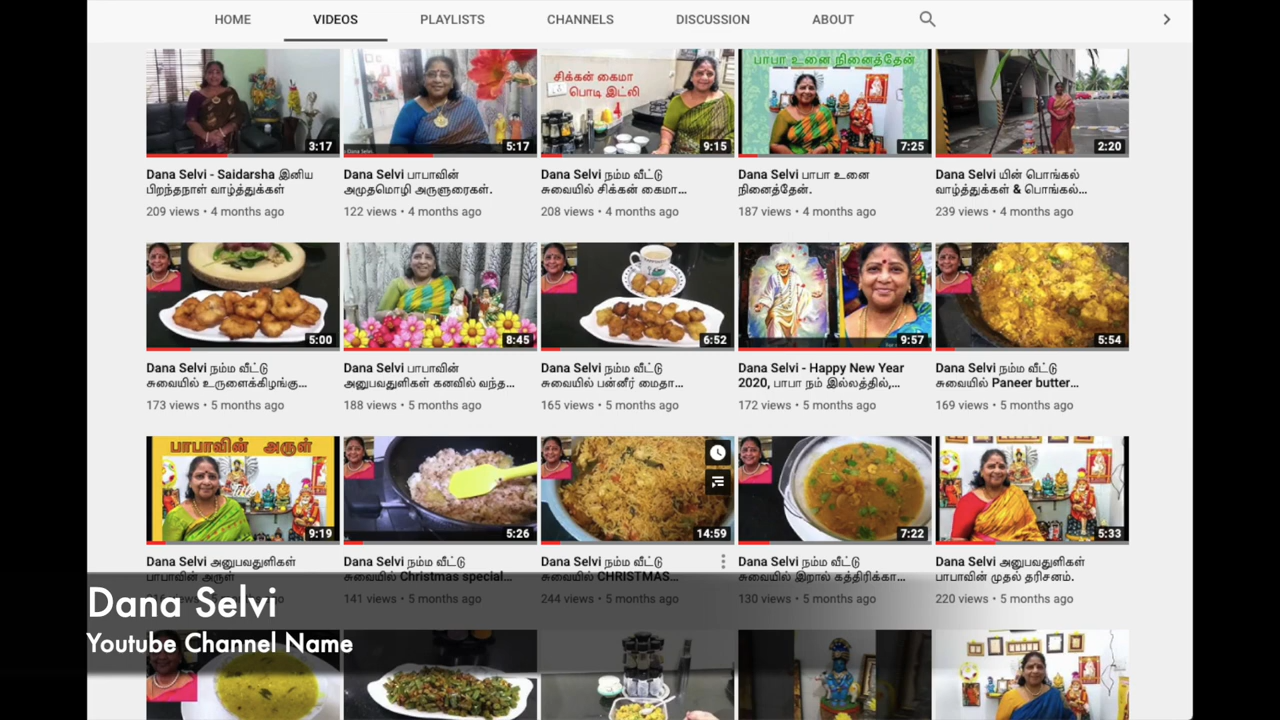 HOME VIDEOS PLAYLISTS CHANNELS DISCUSSION ABOUT
சிக்கன் கைமா
பொடி இட்லி
பாபா உனை நினைத்தேன்
3:17 5:17 9:15 7:25 2:20
Dana Selvi - Saidarsha இனிய
பிறந்தநாள் வாழ்த்துக்கள்
209 views • 4 months ago
Dana Selvi பாபாவின்
அமுதமொழி அருளுரைகள்.
122 views • 4 months ago
Dana Selvi நம்ம வீட்டு
சுவையில் சிக்கன் கைமா...
208 views • 4 months ago
Dana Selvi பாபா உனை
நினைத்தேன்.
187 views • 4 months ago
Dana Selvi யின் பொங்கல்
வாழ்த்துக்கள் & பொங்கல்...
239 views • 4 months ago
5:00 8:45 6:52 9:57 5:54
Dana Selvi நம்ம வீட்டு
சுவையில் உருளைக்கிழங்கு...
173 views • 5 months ago
Dana Selvi பாபாவின்
அனுபவதுளிகள் கனவில் வந்த...
188 views • 5 months ago
Dana Selvi நம்ம வீட்டு
சுவையில் பன்னீர் மைதா...
165 views • 5 months ago
Dana Selvi - Happy New Year
2020, பாபா நம் இல்லத்தில்,...
172 views • 5 months ago
Dana Selvi நம்ம வீட்டு
சுவையில் Paneer butter...
169 views • 5 months ago
பாபாவின் அருள்
9:19 5:26 14:59 7:22 5:33
Dana Selvi அனுபவதுளிகள்
பாபாவின் அருள்
216 views • 5 months ago
Dana Selvi நம்ம வீட்டு
சுவையில் Christmas special...
141 views • 5 months ago
Dana Selvi நம்ம வீட்டு
சுவையில் CHRISTMAS...
244 views • 5 months ago
Dana Selvi நம்ம வீட்டு
சுவையில் இறால் கத்திரிக்கா...
130 views • 5 months ago
Dana Selvi அனுபவதுளிகள்
பாபாவின் முதல் தரிசனம்.
220 views • 5 months ago
Dana Selvi
Youtube Channel Name